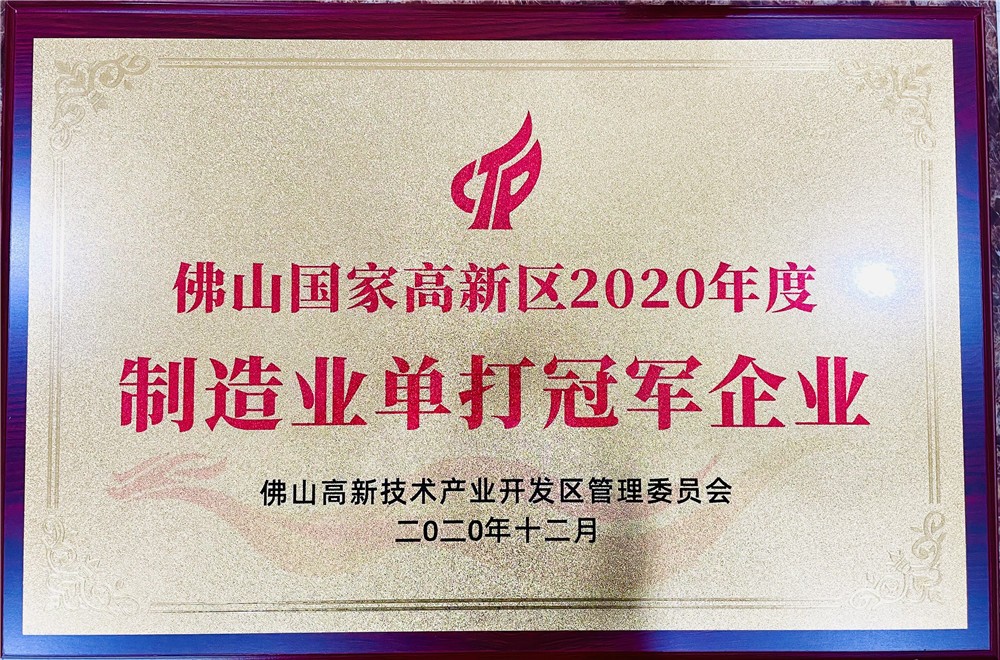 佛山国家高新区2020年度
制造业单打冠军企业
佛山高新技术产业开发区管理委员会
二0二0年十二月